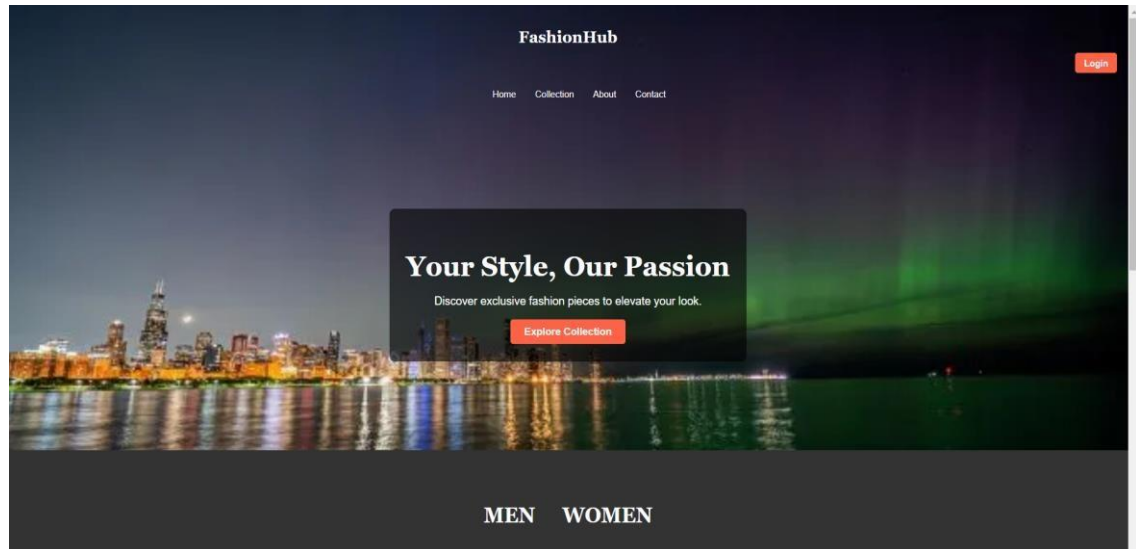 FashionHub
Login
Home Collection About Contact
Your Style, Our Passion
Discover exclusive fashion pieces to elevate your look.
Explore Collection
MEN WOMEN